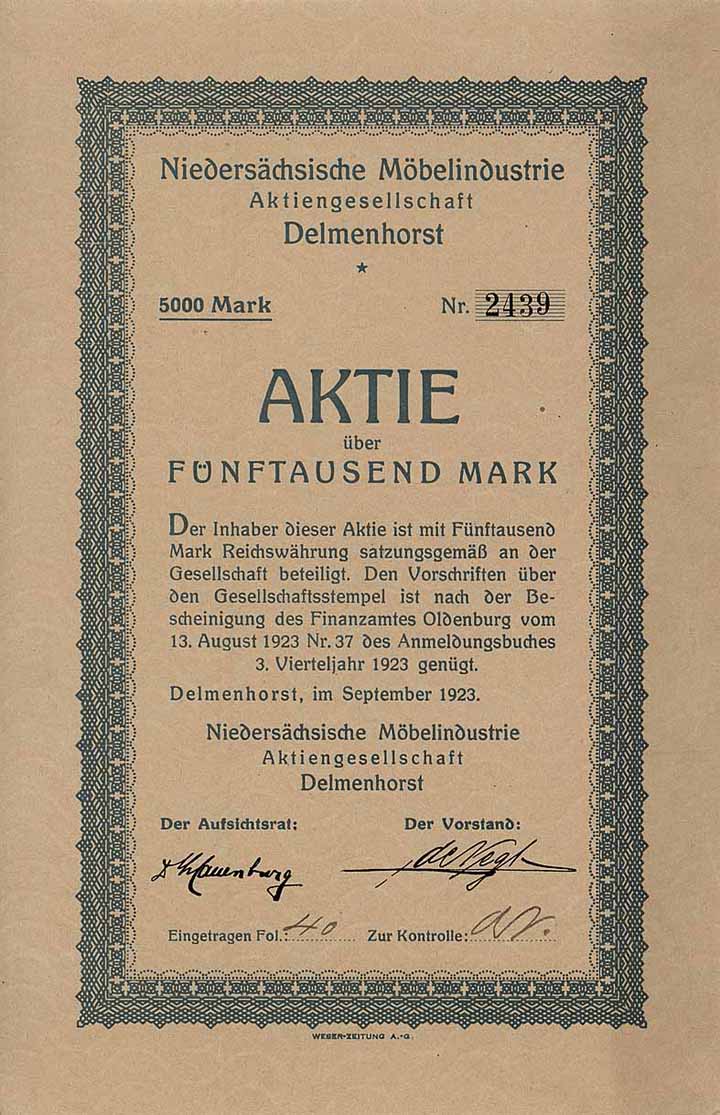 Niedersächsische Möbelindustrie
Aktiengesellschaft
Delmenhorst
5000 Mark Nr. 2439
AKTIE
über
FÜNFTAUSEND MARK
Der Inhaber dieser Aktie ist mit Fünftausend
Mark Reichswährung satzungsgemäß an der
Gesellschaft beteiligt. Den Vorschriften über
den Gesellschaftsstempel ist nach der Be-
scheinigung des Finanzamtes Oldenburg vom
13. August 1923 Nr. 37 des Anmeldungsbuches
3. Vierteljahr 1923 genügt.
Delmenhorst, im September 1923.
Niedersächsische Möbelindustrie
Aktiengesellschaft
Delmenhorst
Der Aufsichtsrat: Der Vorstand:
Eingetragen Fol.: 40 Zur Kontrolle:
WESER-ZEITUNG A.-G.